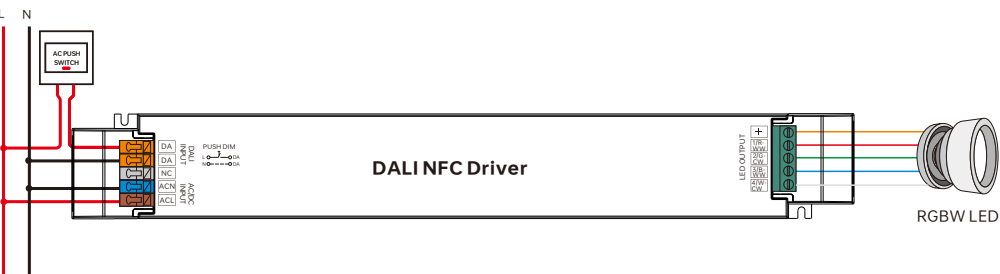 L N
AC PUSH
SWITCH
DA
DA
NC
ACN
ACL
DALI
INPUT
AC/DC
INPUT
PUSH DIM
L DA
N DA
DALI NFC Driver
LED OUTPUT
+
1/R-
WW
2/G-
CW
3/B-
WW
4/W-
CW
RGBW LED